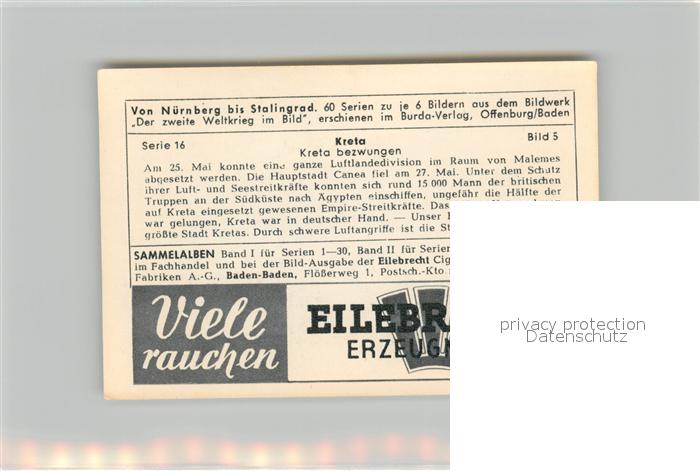 Von Nürnberg bis Stalingrad. 60 Serien zu je 6 Bildern aus dem Bildwerk
„Der zweite Weltkrieg im Bild", erschienen im Burda-Verlag, Offenburg/Baden
Serie 16 Kreta Bild 5
Kreta bezwungen
Am 25. Mai konnte eine ganze Luftlandedivision im Raum von Malemes
abgesetzt werden. Die Hauptstadt Canea fiel am 27. Mai. Unter dem Schutz
ihrer Luft- und Seestreitkräfte konnten sich rund 15 000 Mann der britischen
Truppen an der Südküste nach Ägypten einschiffen, ungefähr die Hälfte der
auf Kreta eingesetzt gewesenen Empire-Streitkräfte. Das
war gelungen, Kreta war in deutscher Hand. — Unser
größte Stadt Kretas. Durch schwere Luftangriffe ist die
SAMMELALBEN Band I für Serien 1—30, Band II für Serien
im Fachhandel und bei der Bild-Ausgabe der Eilebrecht
Fabriken A.-G., Baden-Baden, Flößerweg 1, Postsch.-Kto
Viele
rauchen
EILEBR
ERZEUG
privacy protection
Datenschutz